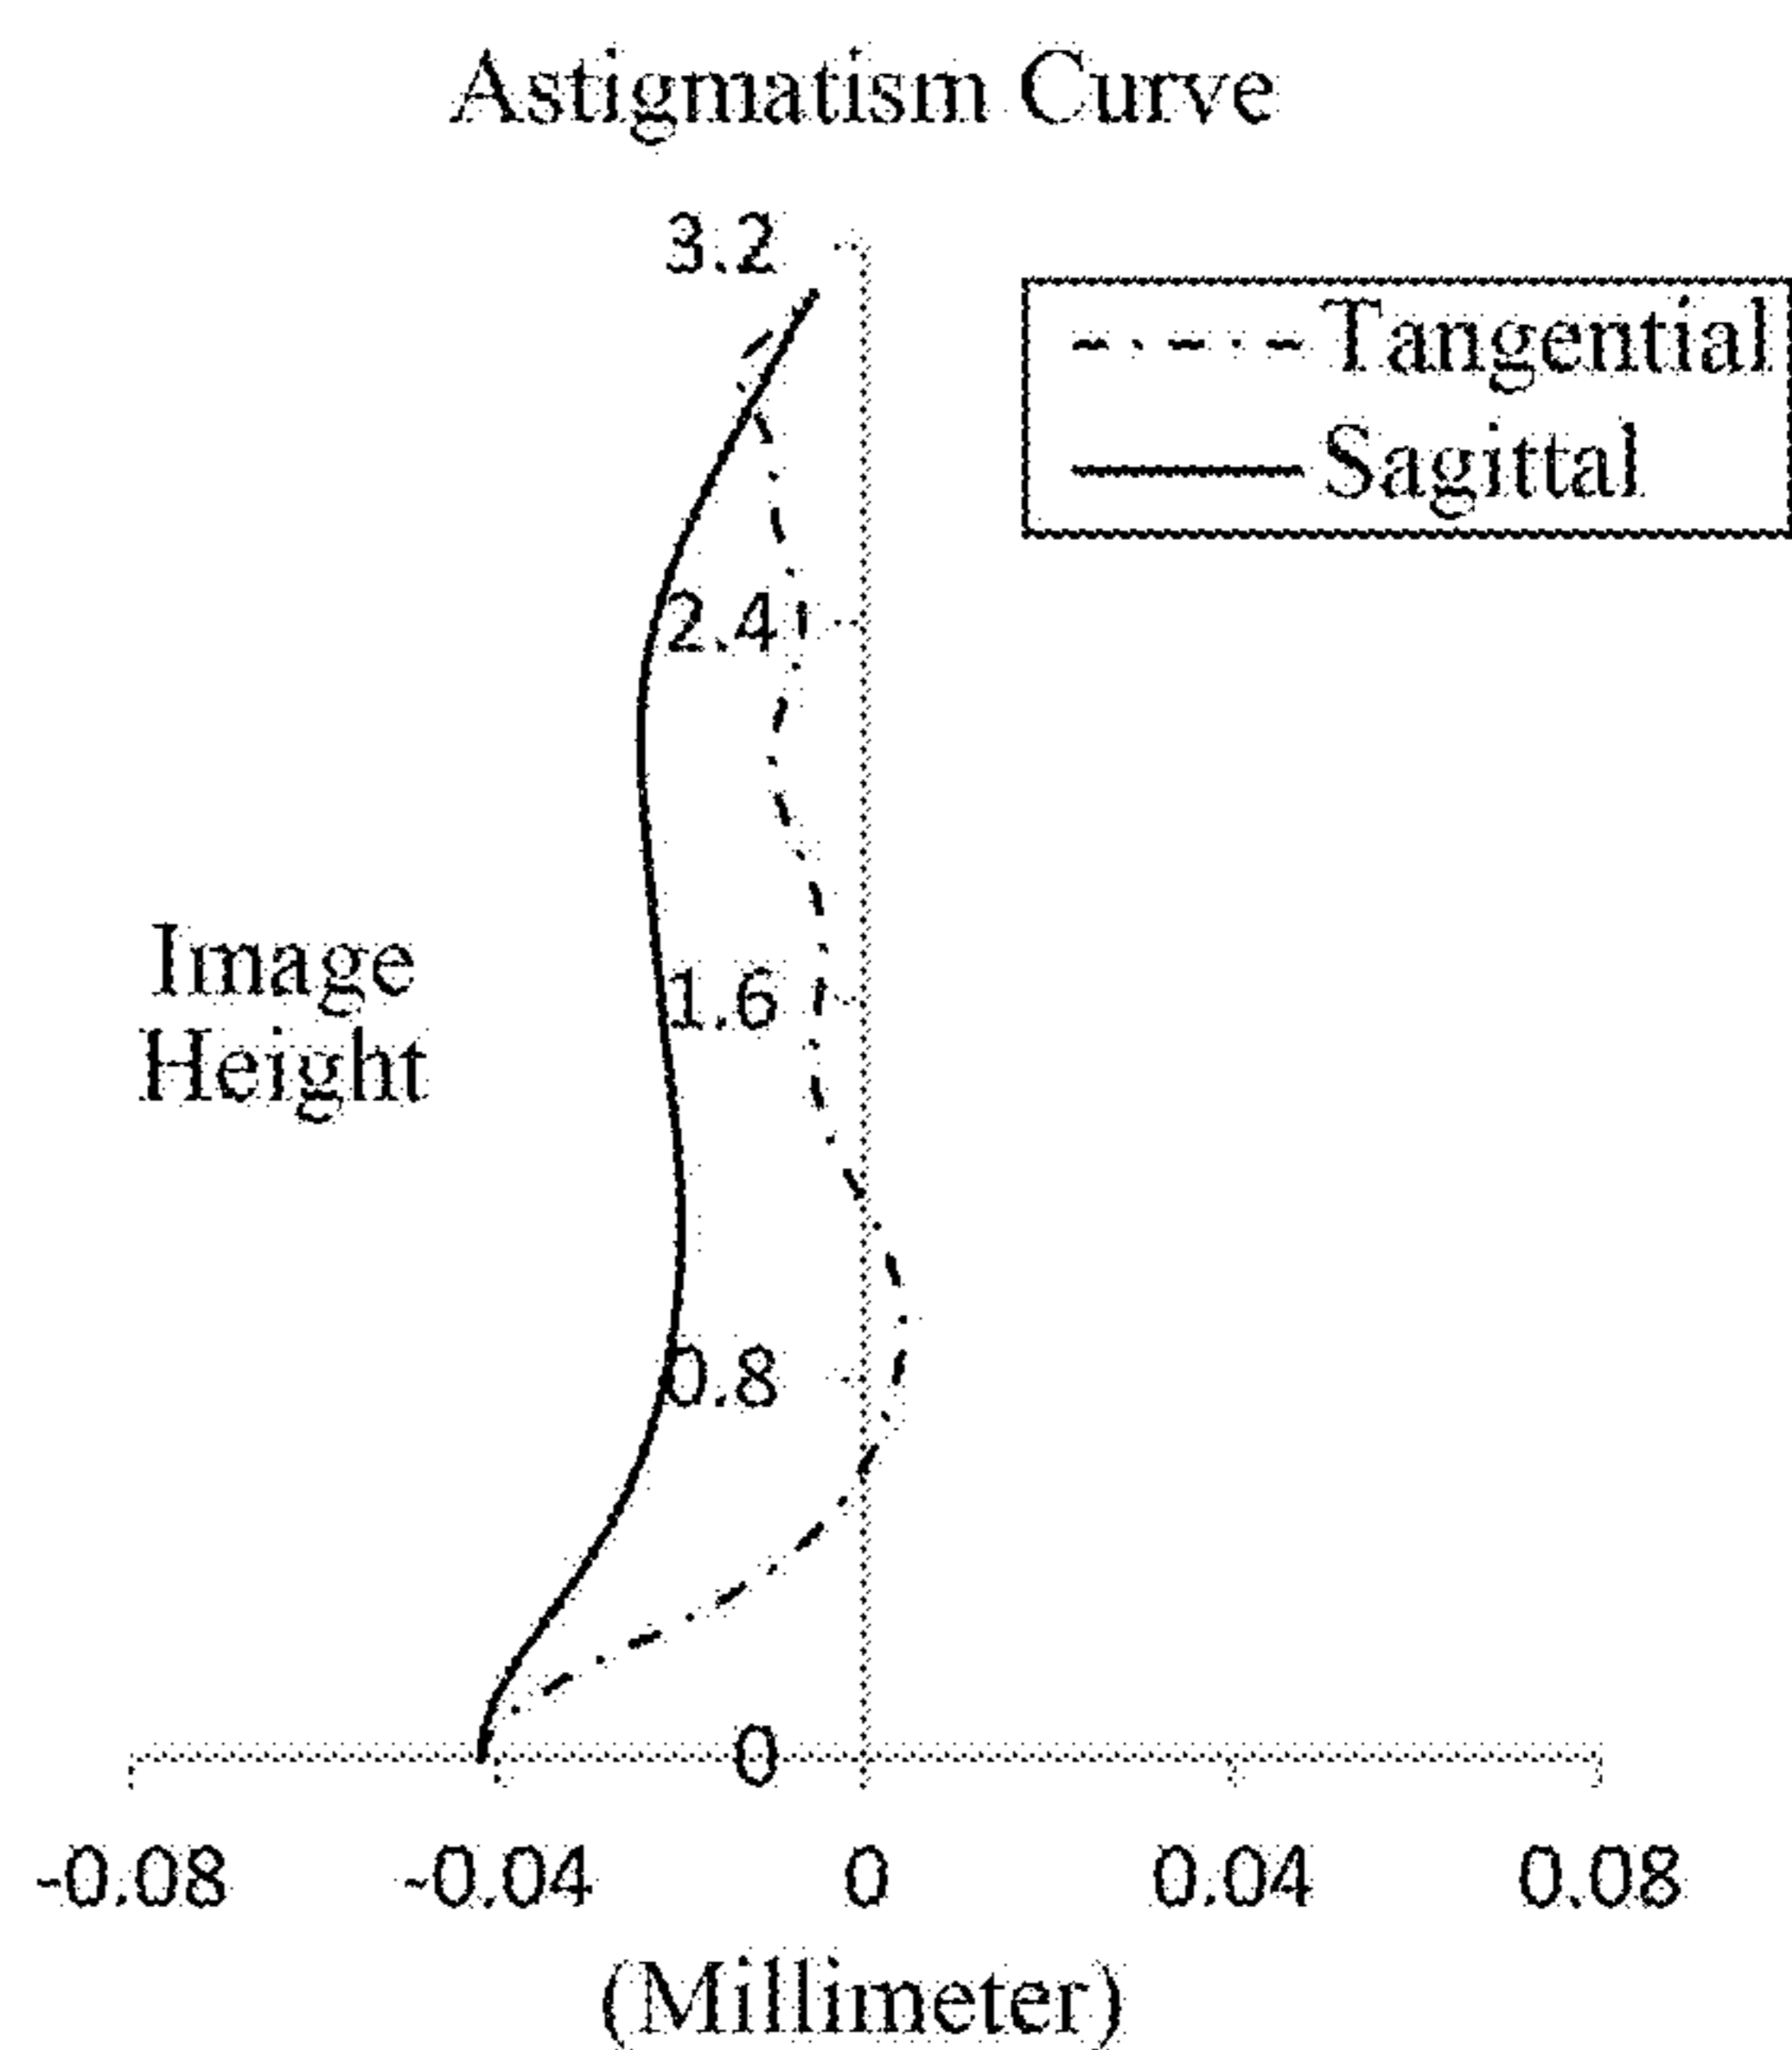 Astigmatism Curve
3.2
Tangential
Sagittal
2.4
Image
Height
1.6
0.8
0
-0.08 -0.04 0 0.04 0.08
(Millimeter)